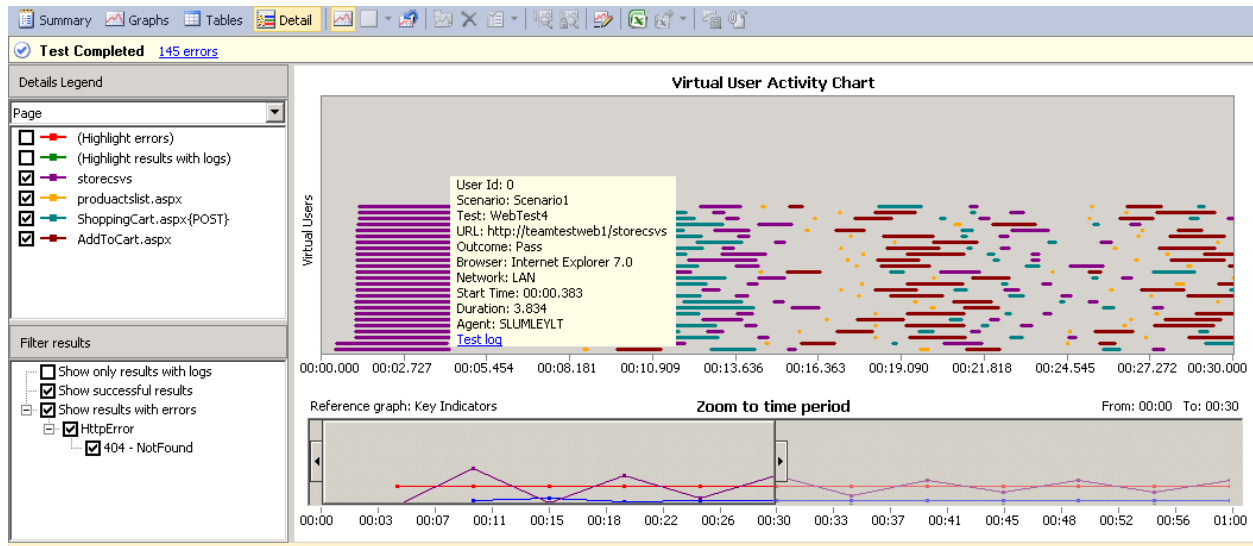 Summary Graphs Tables Detail
Test Completed 145 errors
Details Legend
Page
(Highlight errors)
(Highlight results with logs)
storecsvs
produactslist.aspx
ShoppingCart.aspx{POST}
AddToCart.aspx
Filter results
Show only results with logs
Show successful results
Show results with errors
HttpError
404 - NotFound
Virtual User Activity Chart
Virtual Users
User Id: 0
Scenario: Scenario1
Test: WebTest4
URL: http://teamtestweb1/storecsvs
Outcome: Pass
Browser: Internet Explorer 7.0
Network: LAN
Start Time: 00:00.383
Duration: 3.834
Agent: SLUMLEYLT
Test log
00:00.000 00:02.727 00:05.454 00:08.181 00:10.909 00:13.636 00:16.363 00:19.090 00:21.818 00:24.545 00:27.272 00:30.000
Reference graph: Key Indicators Zoom to time period From: 00:00 To: 00:30
00:00 00:03 00:07 00:11 00:15 00:18 00:22 00:26 00:30 00:33 00:37 00:41 00:45 00:48 00:52 00:56 01:00